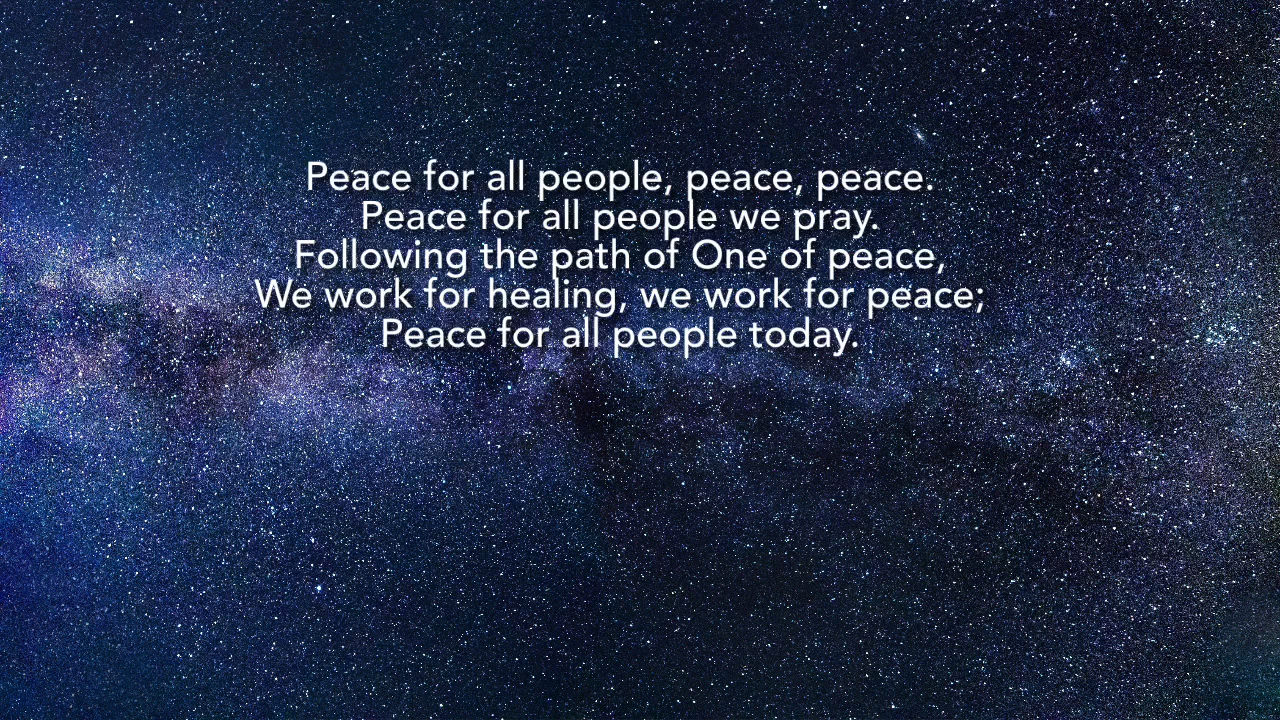 Peace for all people, peace, peace.
Peace for all people we pray.
Following the path of One of peace,
We work for healing, we work for peace;
Peace for all people today.